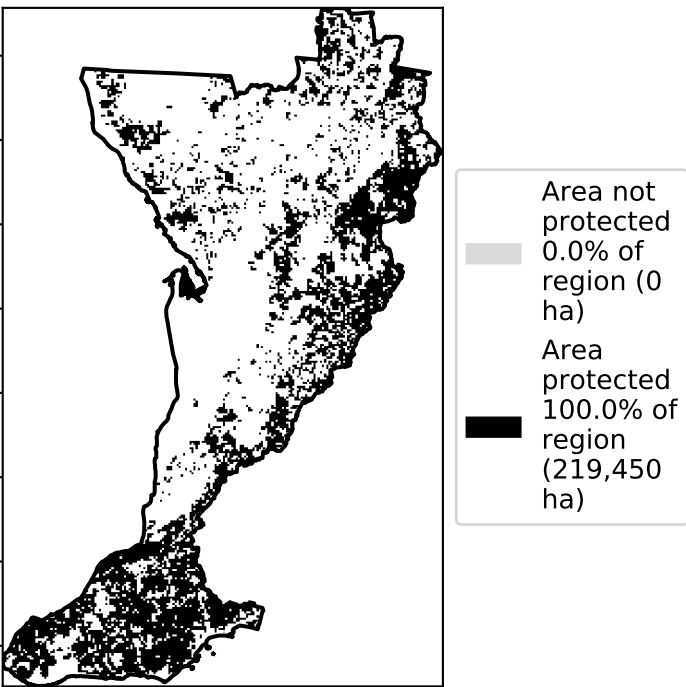 Area not
protected
0.0% of
region (0
ha)
Area
protected
100.0% of
region
(219,450
ha)